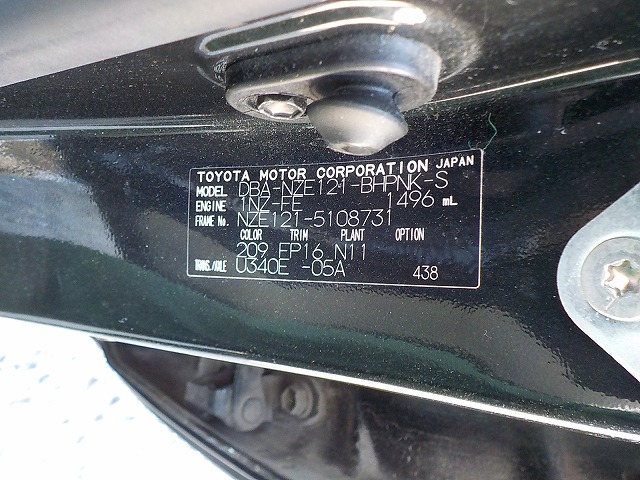 TOYOTA MOTOR CORPORATION JAPAN
MODEL DBA-NZE121-BHPNK-S
ENGINE 1NZ-FE 1496 mL
FRAME No. NZE121-5108731
COLOR TRIM PLANT OPTION
209 FP16 N11
TRANS./AXLE U340E -05A 438